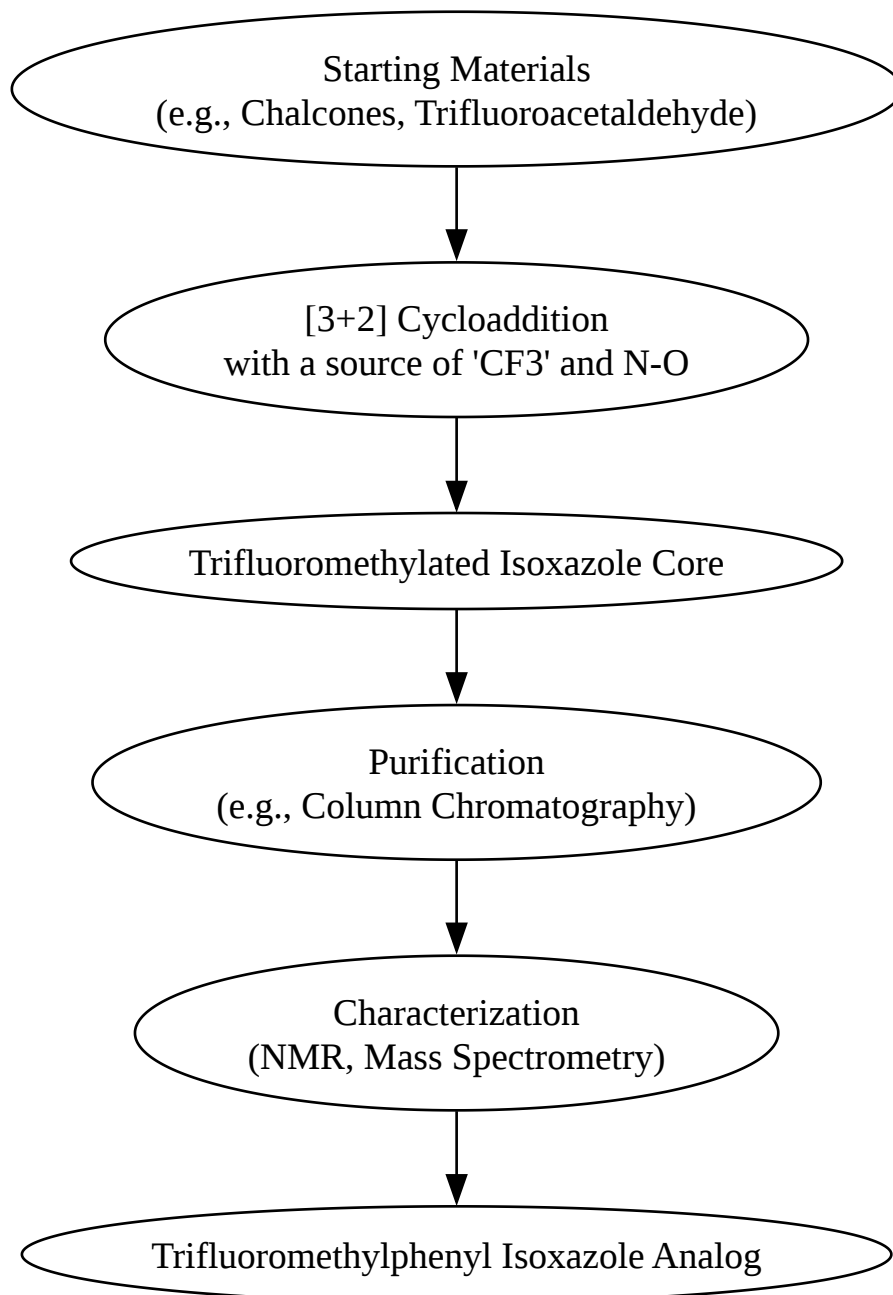 Starting Materials
(e.g., Chalcones, Trifluoroacetaldehyde)
[3+2] Cycloaddition
with a source of 'CF3' and N-O
Trifluoromethylated Isoxazole Core
Purification
(e.g., Column Chromatography)
Characterization
(NMR, Mass Spectrometry)
Trifluoromethylphenyl Isoxazole Analog